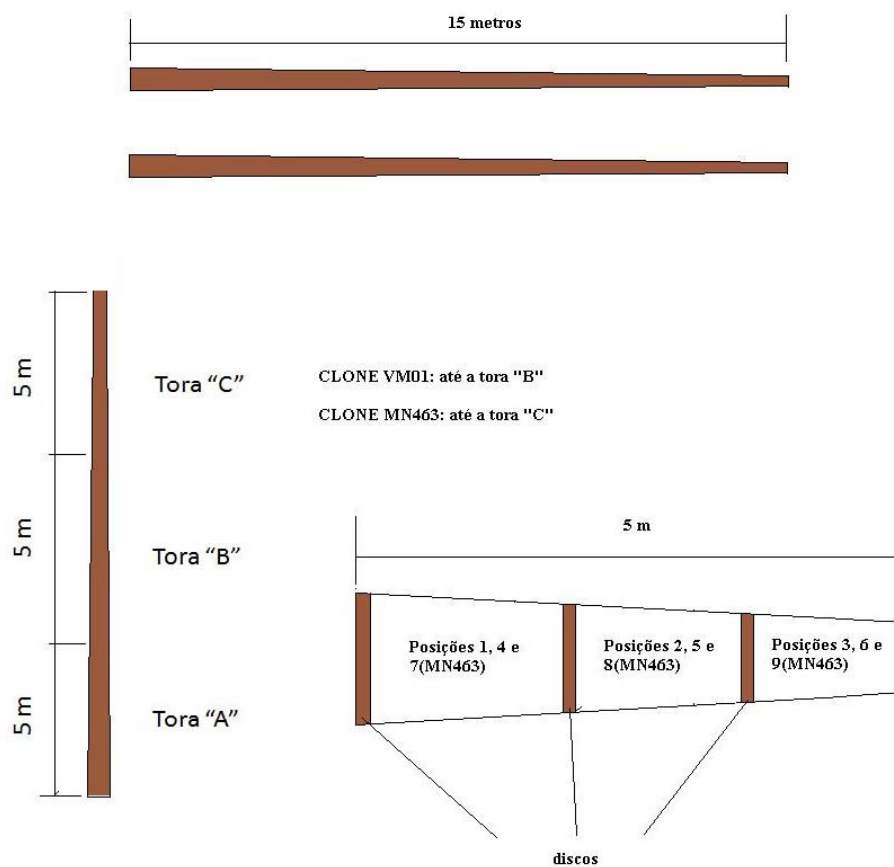 15 metros
5 m
Tora “C”
CLONE VM01: até a tora "B"
CLONE MN463: até a tora "C"
5 m
Tora “B”
5 m
5 m
Tora “A”
Posições 1, 4 e
7(MN463)
Posições 2, 5 e
8(MN463)
Posições 3, 6 e
9(MN463)
discos